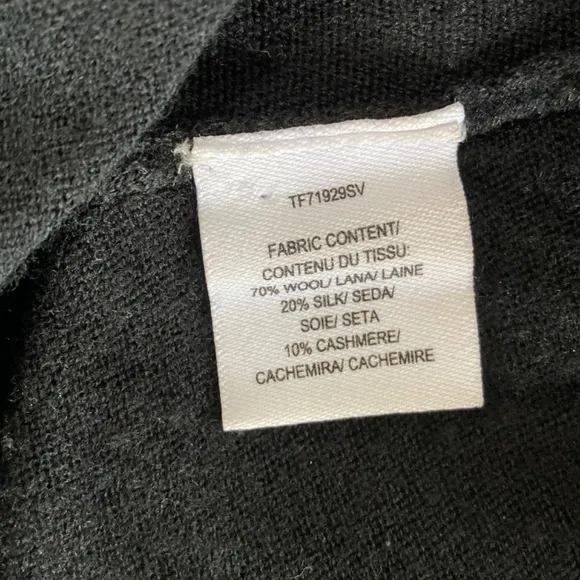 TF71929SV
FABRIC CONTENT/
CONTENU DU TISSU:
70% WOOL/ LANA/ LAINE
20% SILK/ SEDA/
SOIE/ SETA
10% CASHMERE/
CACHEMIRA/ CACHEMIRE